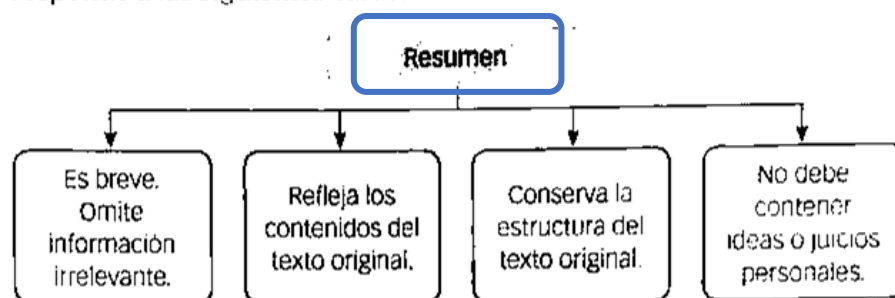 Resumen
Es breve.
Omite
información
irrelevante.
Refleja los
contenidos del
texto original.
Conserva la
estructura del
texto original.
No debe
contener
ideas o juicios
personales.